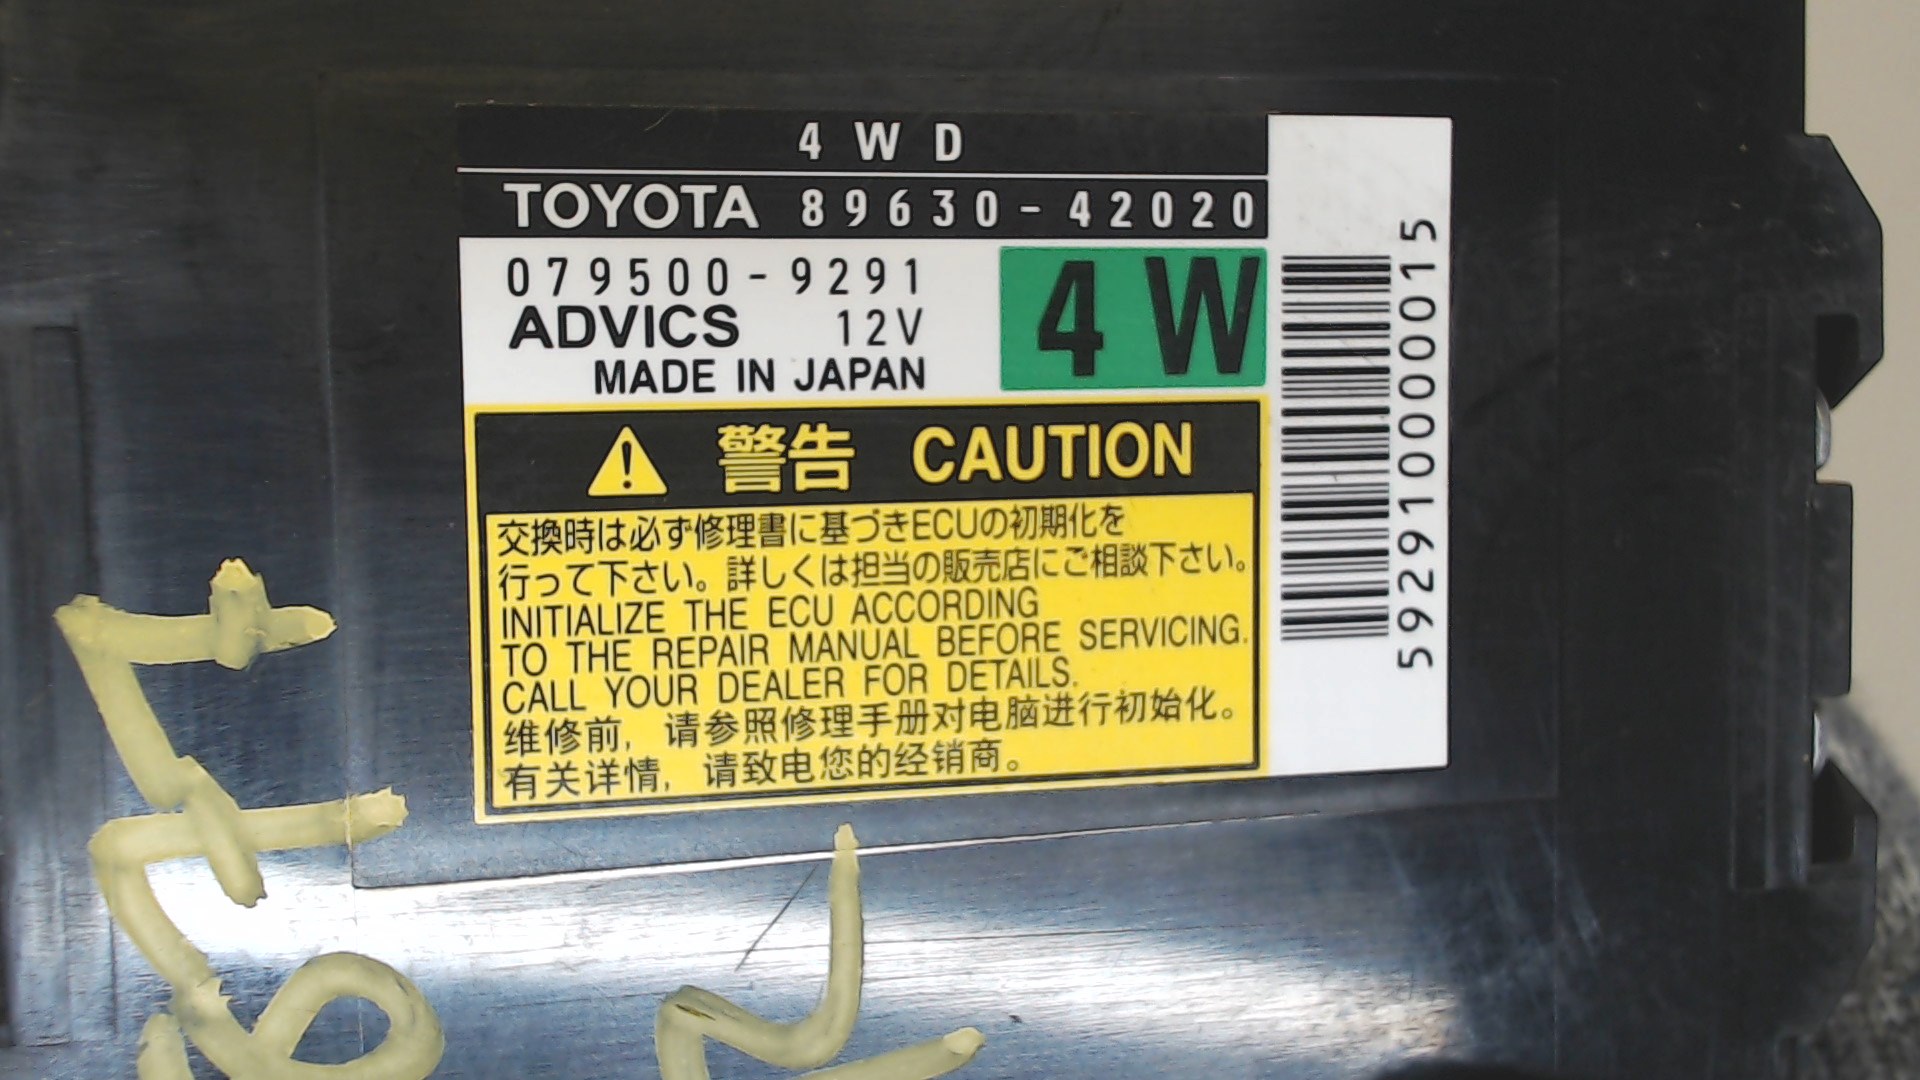 4WD
TOYOTA 89630-42020
079500-9291
ADVICS 12V
MADE IN JAPAN
4W
警告 CAUTION
交換時は必ず修理書に基づきECUの初期化を
行って下さい。詳しくは担当の販売店にご相談下さい。
INITIALIZE THE ECU ACCORDING
TO THE REPAIR MANUAL BEFORE SERVICING.
CALL YOUR DEALER FOR DETAILS.
维修前，请参照修理手册对电脑进行初始化。
有关详情，请致电您的经销商。
5929100000015